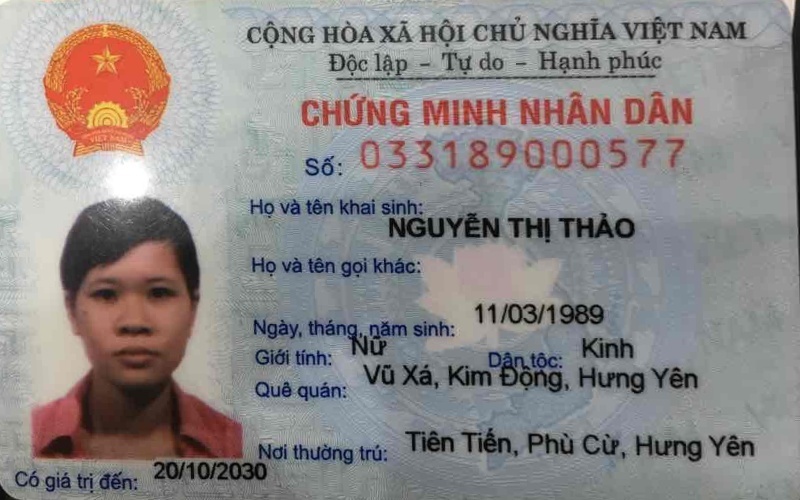 CỘNG HÒA XÃ HỘI CHỦ NGHĨA VIỆT NAM
Độc lập - Tự do - Hạnh phúc
CHỨNG MINH NHÂN DÂN
Số: 033189000577
Họ và tên khai sinh: NGUYỄN THỊ THẢO
Họ và tên gọi khác:
Ngày, tháng, năm sinh: 11/03/1989
Giới tính: Nữ Dân tộc: Kinh
Quê quán: Vũ Xá, Kim Động, Hưng Yên
Nơi thường trú: Tiên Tiến, Phù Cừ, Hưng Yên
Có giá trị đến: 20/10/2030
VIỆT NAM